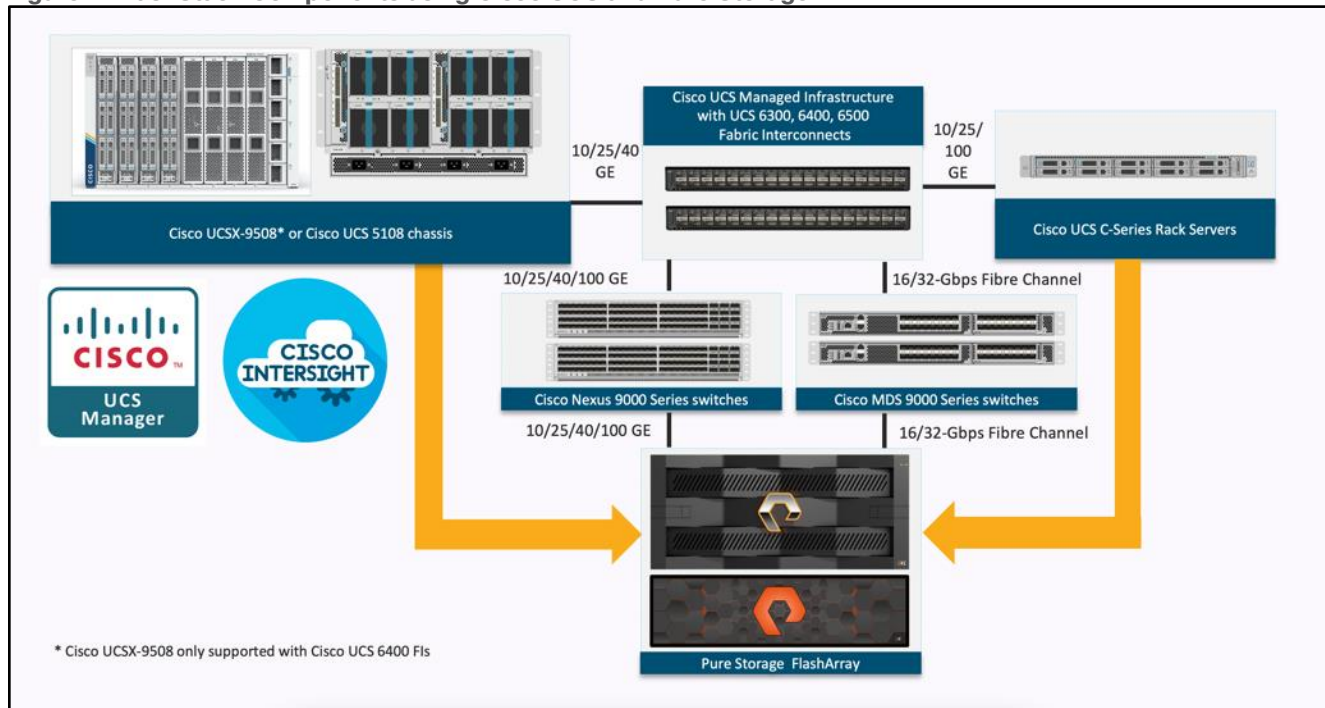 Cisco UCS Managed Infrastructure
with UCS 6300, 6400, 6500
Fabric Interconnects
10/25/40
GE
10/25/
100
GE
CISCO
Cisco UCSX-9508* or Cisco UCS 5108 chassis
Cisco UCS C-Series Rack Servers
10/25/40/100 GE
16/32-Gbps Fibre Channel
CISCO TM
UCS
Manager
CISCO
INTERSIGHT
Cisco Nexus 9000 Series switches
Cisco MDS 9000 Series switches
10/25/40/100 GE
16/32-Gbps Fibre Channel
* Cisco UCSX-9508 only supported with Cisco UCS 6400 FIs
Pure Storage FlashArray